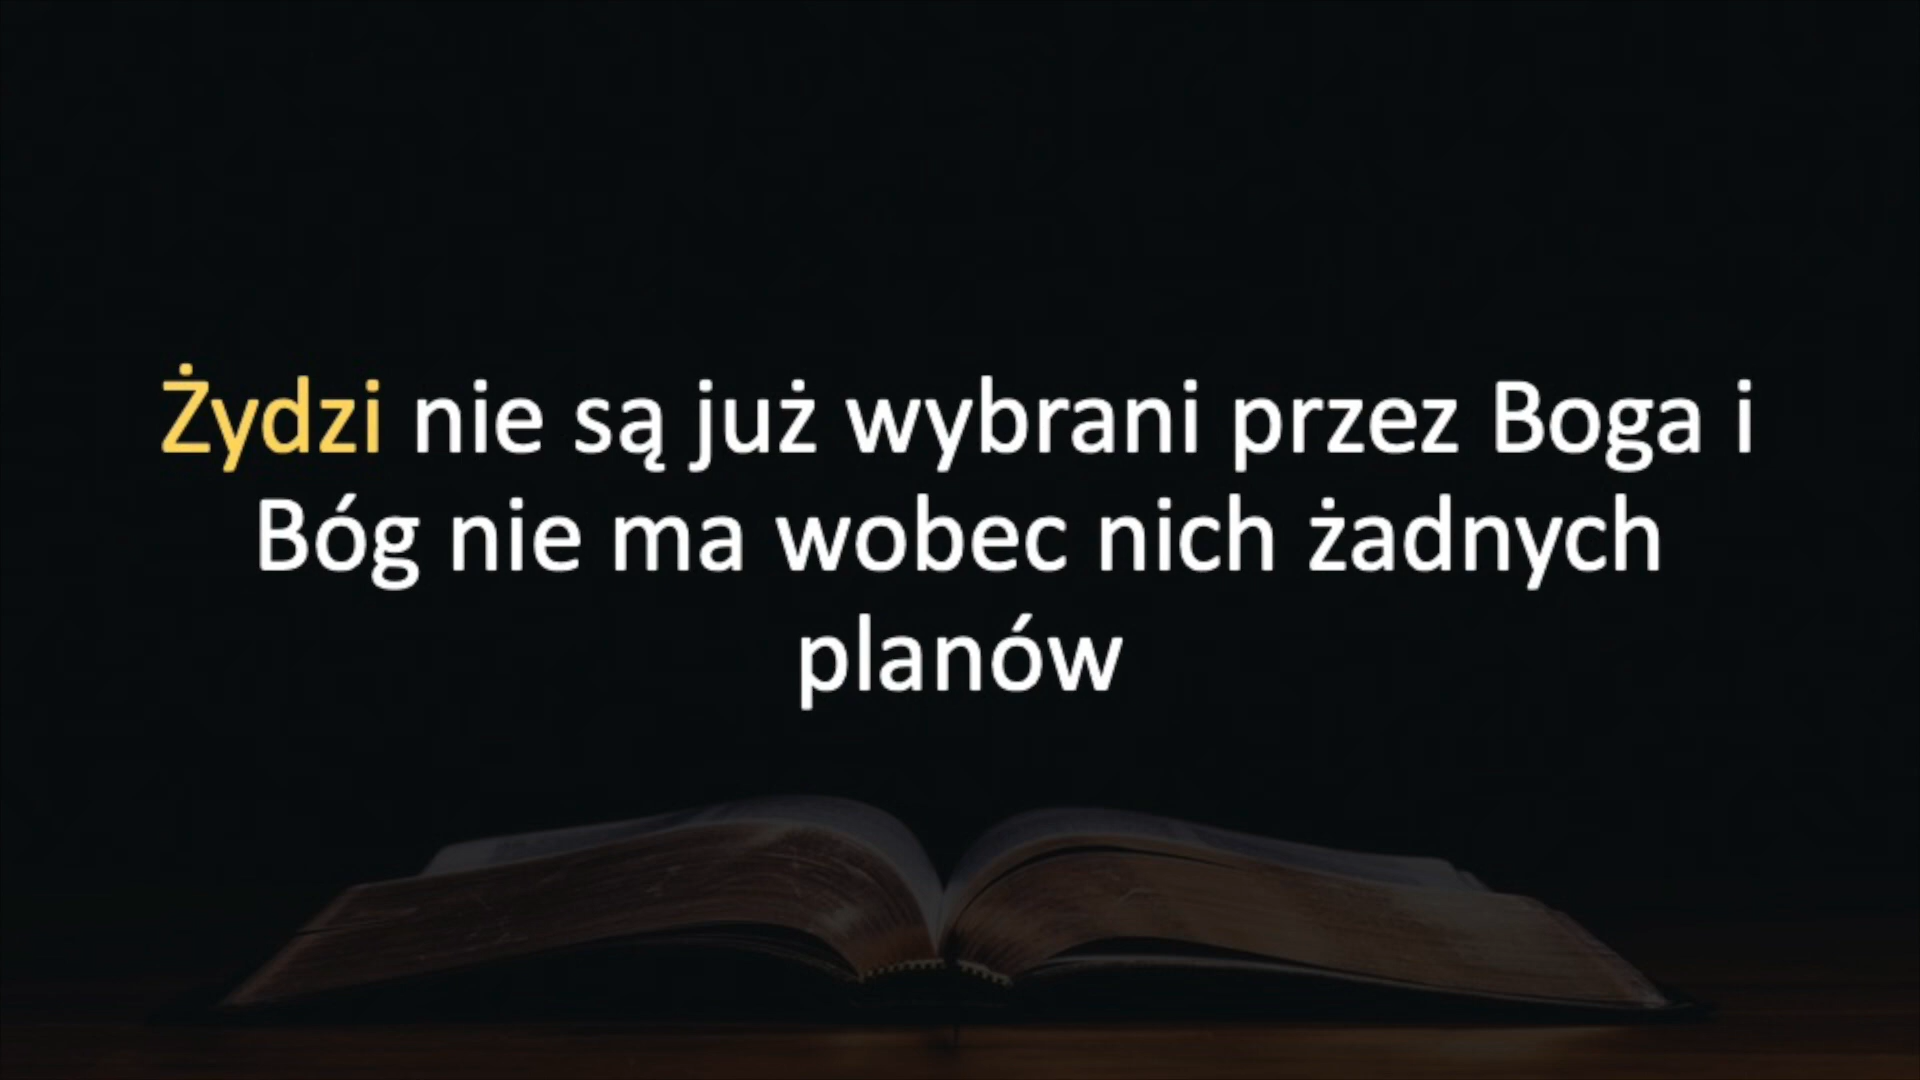 Żydzi nie są już wybrani przez Boga i
Bóg nie ma wobec nich żadnych
planów